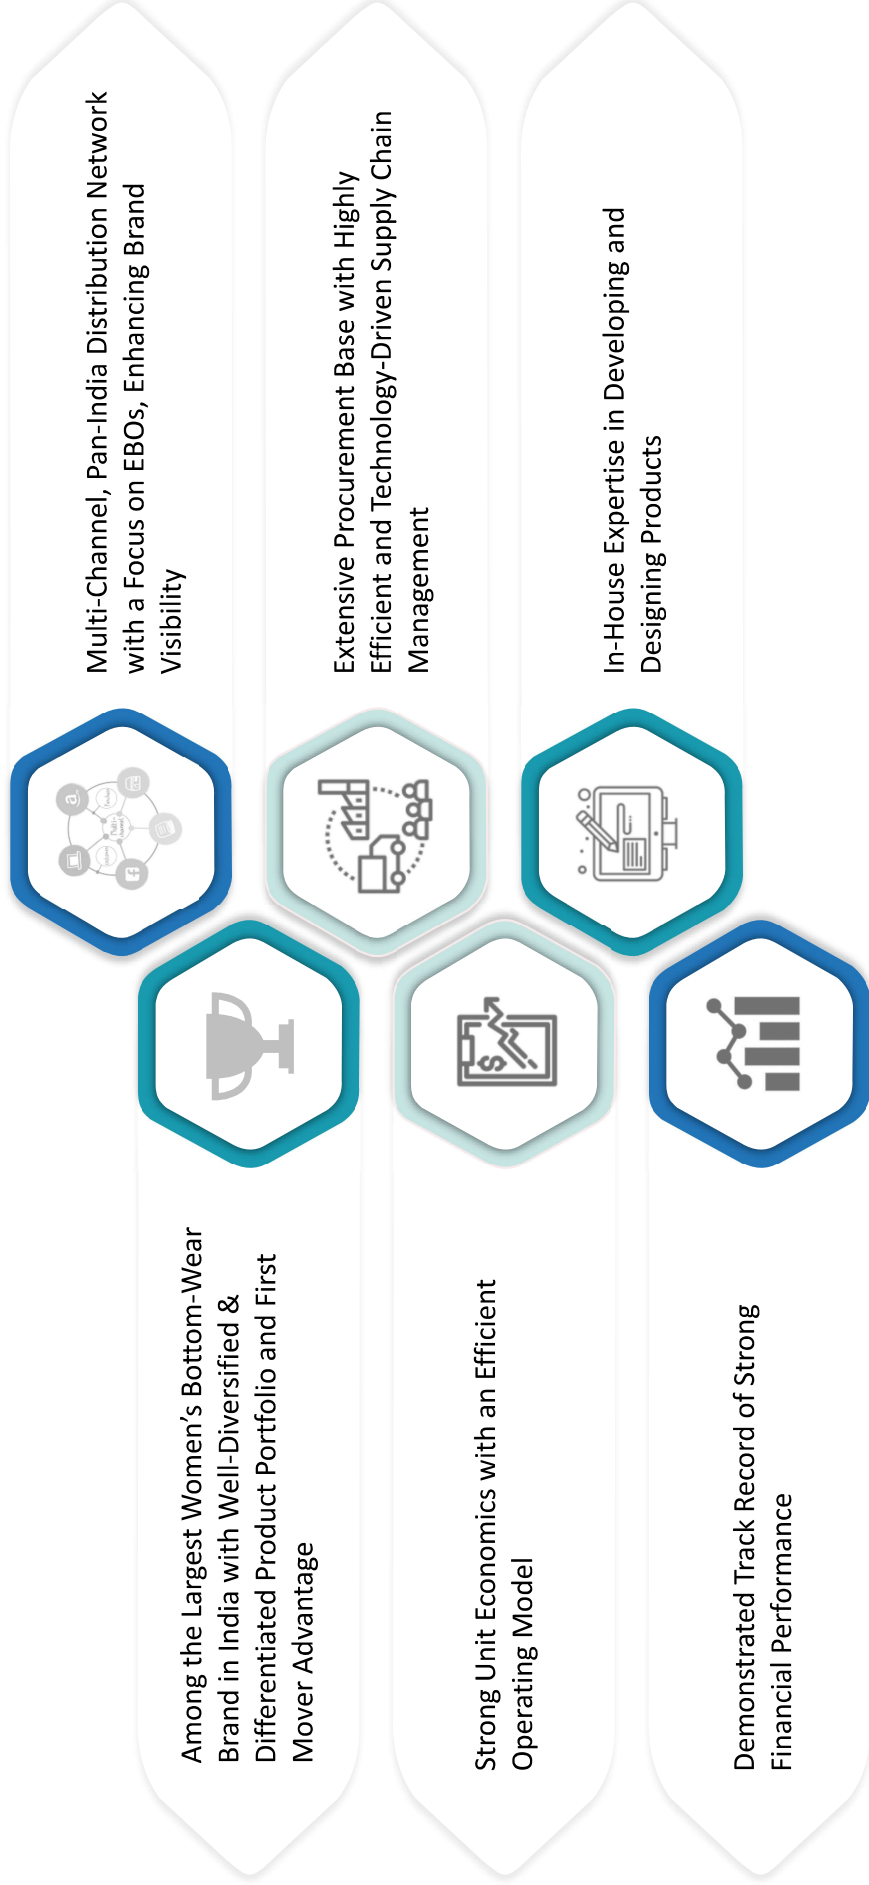 Multi-Channel, Pan-India Distribution Network
with a Focus on EBOs, Enhancing Brand
Visibility
Among the Largest Women’s Bottom-Wear
Brand in India with Well-Diversified &
Differentiated Product Portfolio and First
Mover Advantage
Extensive Procurement Base with Highly
Efficient and Technology-Driven Supply Chain
Management
Strong Unit Economics with an Efficient
Operating Model
In-House Expertise in Developing and
Designing Products
Demonstrated Track Record of Strong
Financial Performance
a
Multi-
channel
f
$